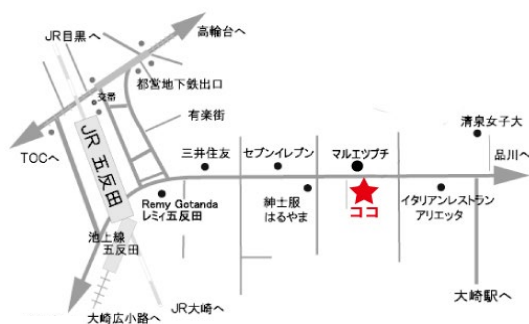 JR目黒へ
高輪台へ
都営地下鉄出口
交番
有楽街
TOCへ
JR 五反田
三井住友
セブンイレブン
マルエツプチ
清泉女子大
品川へ
Remy Gotanda
レミィ五反田
紳士服
はるやま
ココ
イタリアンレストラン
アリエッタ
池上線
五反田
大崎広小路へ
JR大崎へ
大崎駅へ